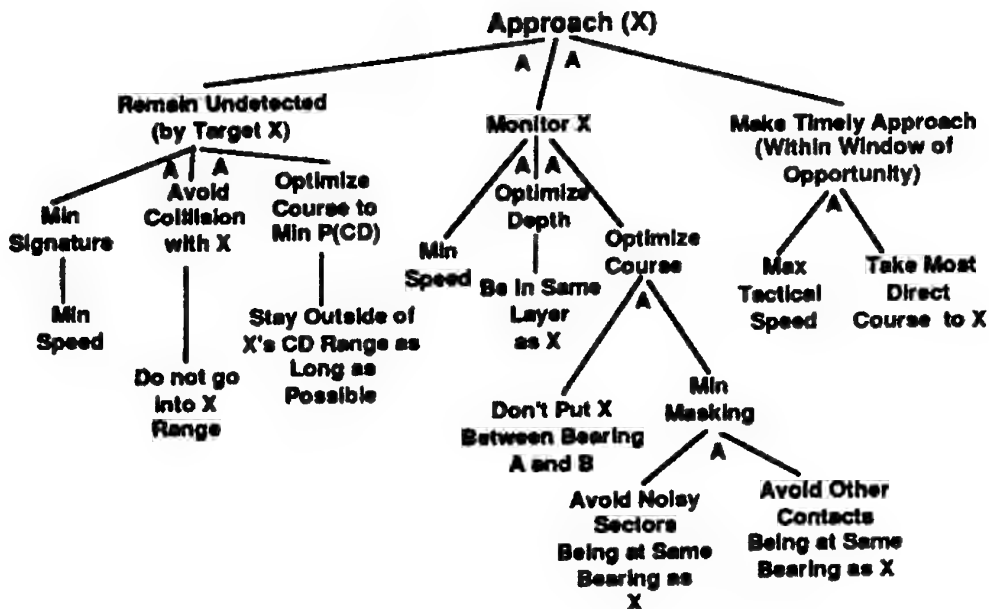 Approach (X)
A A
Remain Undetected
(by Target X)
Monitor X
Make Timely Approach
(Within Window of
Opportunity)
A A
Min
Signature
Avoid
Collision
with X
Optimize
Course to
Min P(CD)
A A
Optimize
Depth
Min
Speed
Optimize
Course
A
Max
Tactical
Speed
Take Most
Direct
Course to X
Min
Speed
Do not go
into X
Range
Stay Outside of
X's CD Range as
Long as
Possible
Be In Same
Layer
as X
A
Don't Put X
Between Bearing
A and B
Min
Masking
A
Avoid Noisy
Sectors
Being at Same
Bearing as
X
Avoid Other
Contacts
Being at Same
Bearing as X